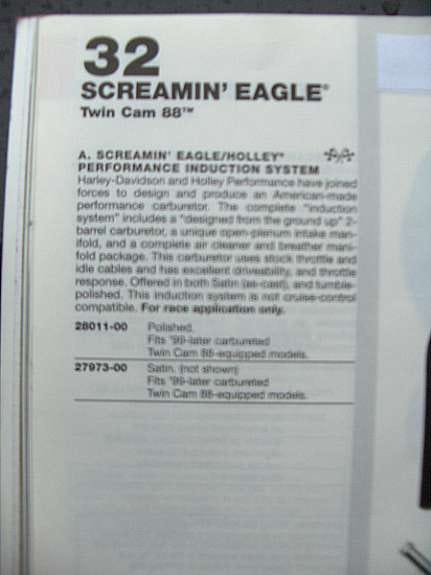 32
SCREAMIN' EAGLE®
Twin Cam 88™
A. SCREAMIN' EAGLE/HOLLEY®
PERFORMANCE INDUCTION SYSTEM
Harley-Davidson and Holley Performance have joined
forces to design and produce an American-made
performance carburetor. The complete "induction
system" includes a "designed from the ground up" 2-
barrel carburetor, a unique open-plenum intake man-
ifold, and a complete air cleaner and breather mani-
fold package. This carburetor uses stock throttle and
idle cables and has excellent driveability, and throttle
response. Offered in both Satin (as-cast), and tumble-
polished. This induction system is not cruise-control
compatible. For race application only.
28011-00 Polished.
Fits '99-later carbureted
Twin Cam 88-equipped models.
27973-00 Satin. (not shown)
Fits '99-later carbureted
Twin Cam 88-equipped models.